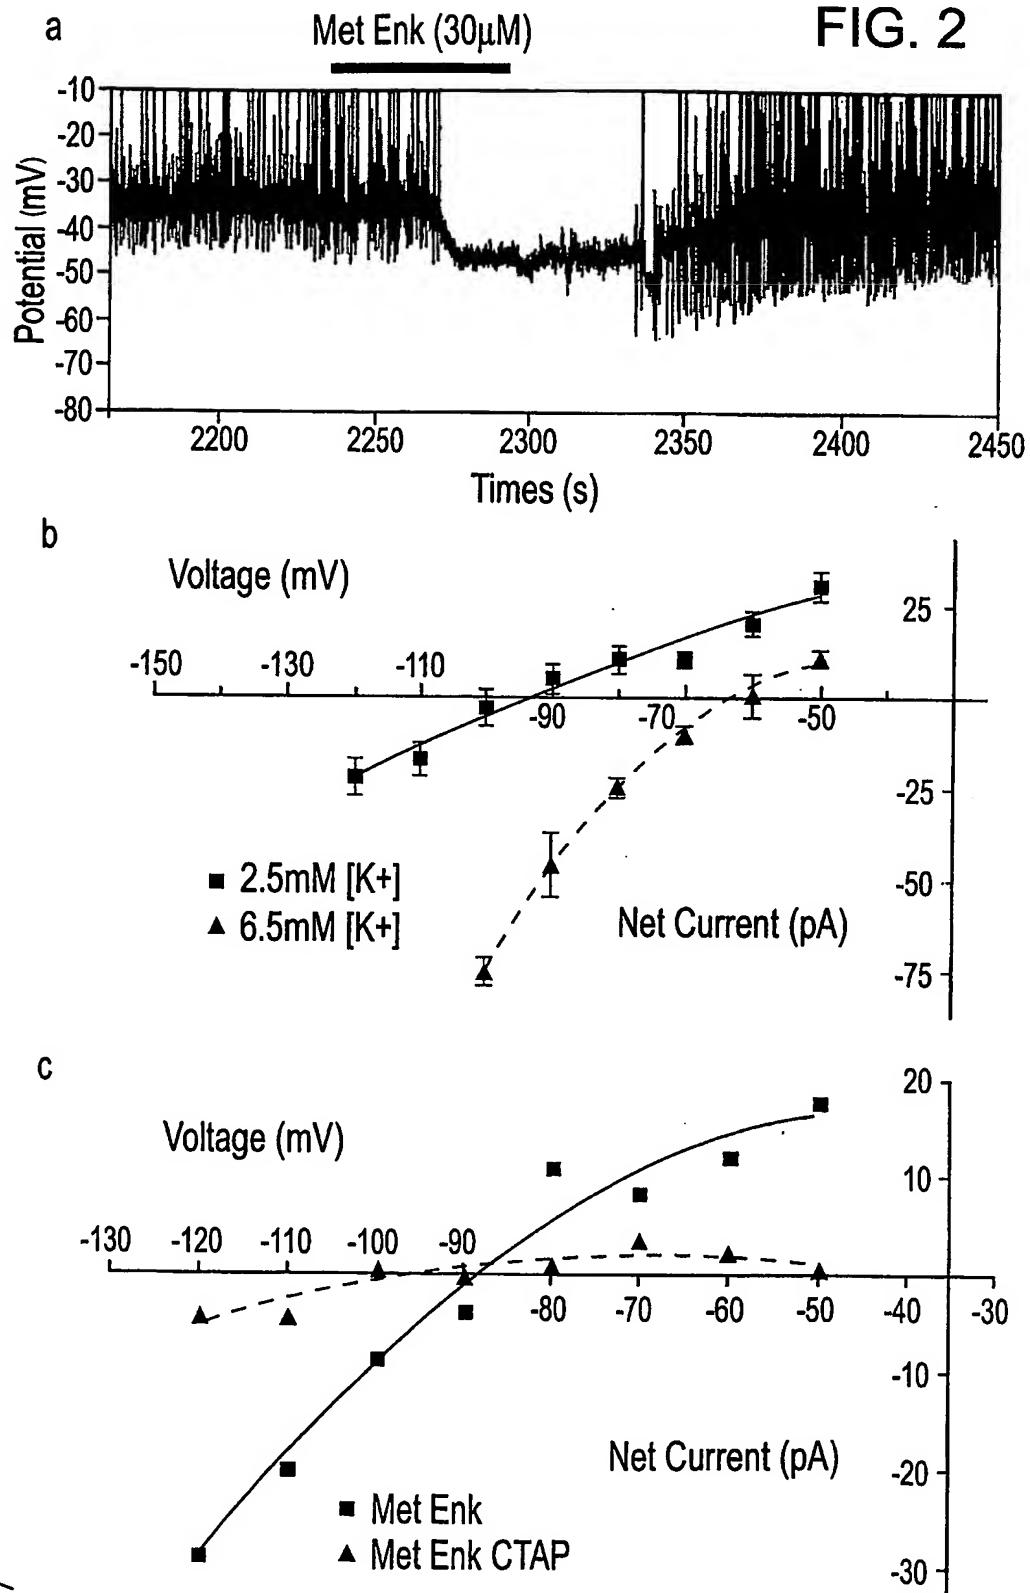 a
Met Enk (30µM)
FIG. 2
-10
-20
-30
-40
-50
-60
-70
-80
Potential (mV)
2200 2250 2300 2350 2400 2450
Times (s)
b
Voltage (mV)
25
-150 -130 -110
-90 -70 -50
-25
2.5mM [K+]
-50
6.5mM [K+]
Net Current (pA)
-75
c
20
Voltage (mV)
10
-130 -120 -110 -100 -90
-80 -70 -60 -50 -40 -30
-10
Net Current (pA)
-20
Met Enk
Met Enk CTAP
-30